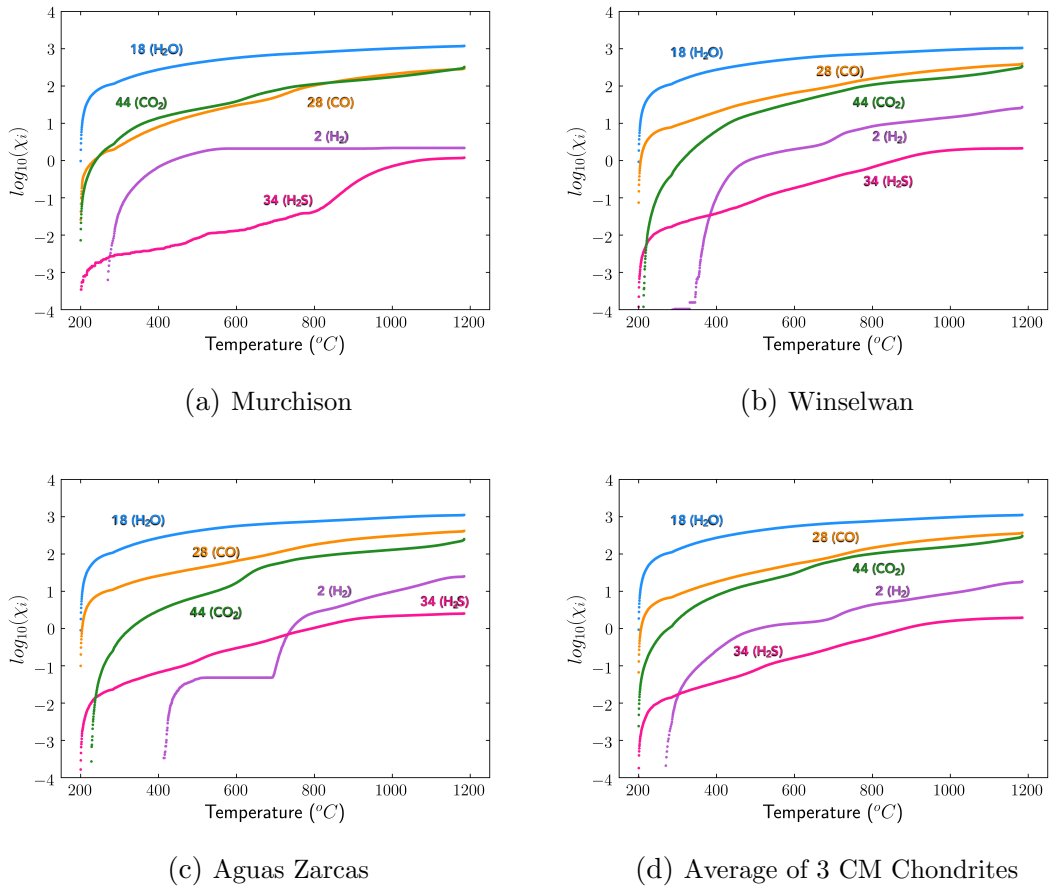 4
3
2
1
0
−1
−2
−3
−4
log₁₀(χᵢ)
18 (H₂O)
44 (CO₂)
28 (CO)
2 (H₂)
34 (H₂S)
200 400 600 800 1000 1200
Temperature (°C)
(a) Murchison
4
3
2
1
0
−1
−2
−3
−4
log₁₀(χᵢ)
18 (H₂O)
28 (CO)
44 (CO₂)
2 (H₂)
34 (H₂S)
200 400 600 800 1000 1200
Temperature (°C)
(b) Winselwan
4
3
2
1
0
−1
−2
−3
−4
log₁₀(χᵢ)
18 (H₂O)
28 (CO)
44 (CO₂)
2 (H₂)
34 (H₂S)
200 400 600 800 1000 1200
Temperature (°C)
(c) Aguas Zarcas
4
3
2
1
0
−1
−2
−3
−4
log₁₀(χᵢ)
18 (H₂O)
28 (CO)
44 (CO₂)
2 (H₂)
34 (H₂S)
200 400 600 800 1000 1200
Temperature (°C)
(d) Average of 3 CM Chondrites